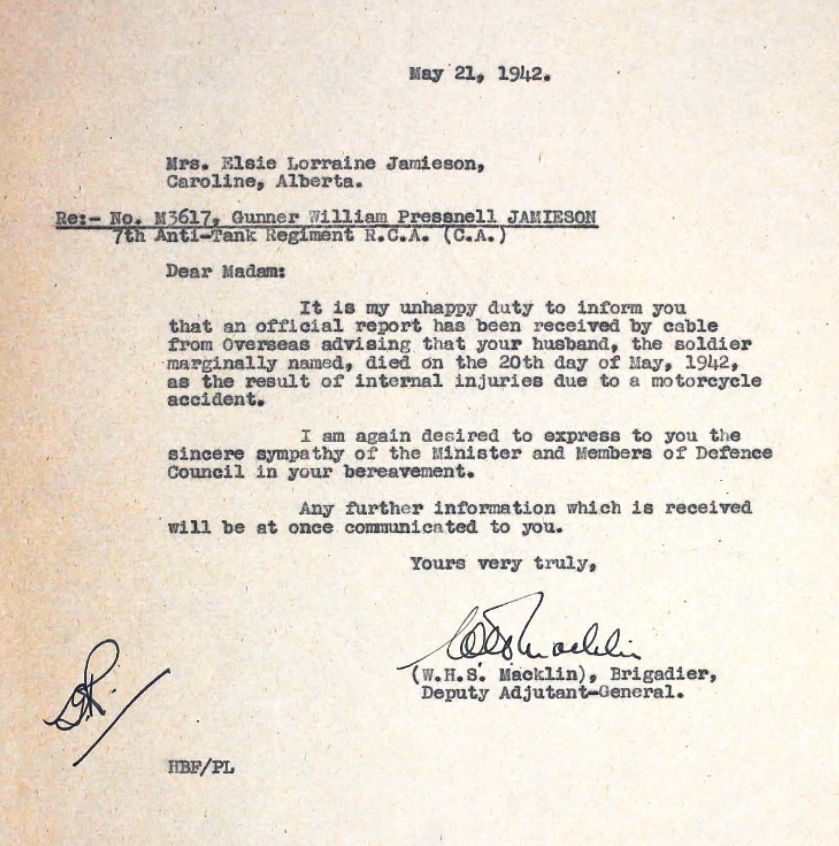 May 21, 1942.
Mrs. Elsie Lorraine Jamieson,
Caroline, Alberta.
Re:- No. M3617, Gunner William Pressnell JAMIESON
7th Anti-Tank Regiment R.C.A. (C.A.)
Dear Madam:
It is my unhappy duty to inform you
that an official report has been received by cable
from Overseas advising that your husband, the soldier
marginally named, died on the 20th day of May, 1942,
as the result of internal injuries due to a motorcycle
accident.
I am again desired to express to you the
sincere sympathy of the Minister and Members of Defence
Council in your bereavement.
Any further information which is received
will be at once communicated to you.
Yours very truly,
(W.H.S. Macklin), Brigadier,
Deputy Adjutant-General.
HBF/PL